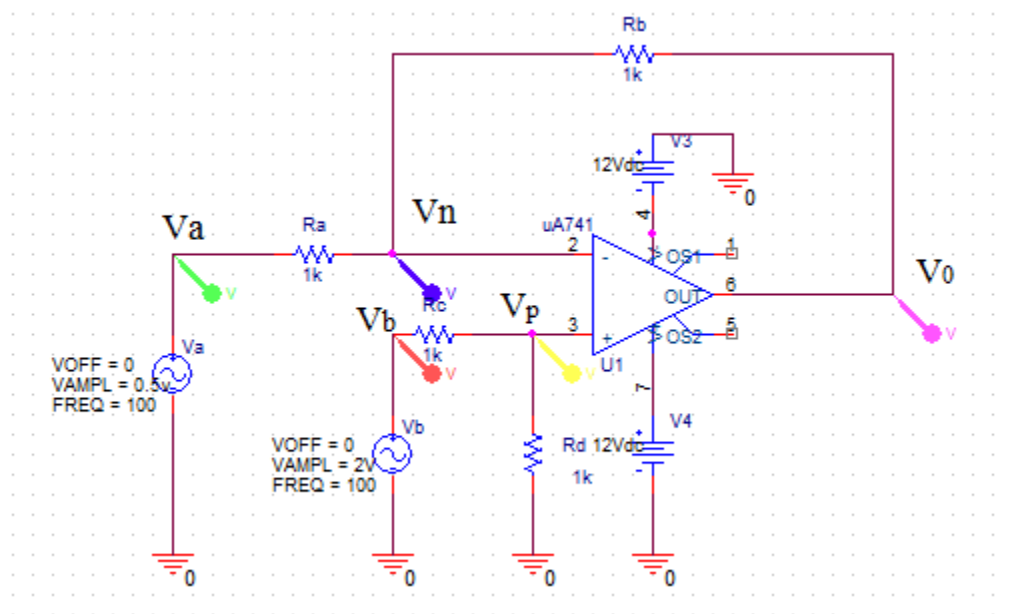 Rb
1k
V3
12Vdc
0
4
Va
Ra
1k
Vn
uA741
2
-
OS1
1
V
V
Rc
Vb
1k
Vp
3
+
OUT
6
V0
V
OS2
5
U1
V
V
7
Va
VOFF = 0
VAMPL = 0.5v
FREQ = 100
Vb
VOFF = 0
VAMPL = 2V
FREQ = 100
Rd
1k
12Vdc
V4
0
0
0
0